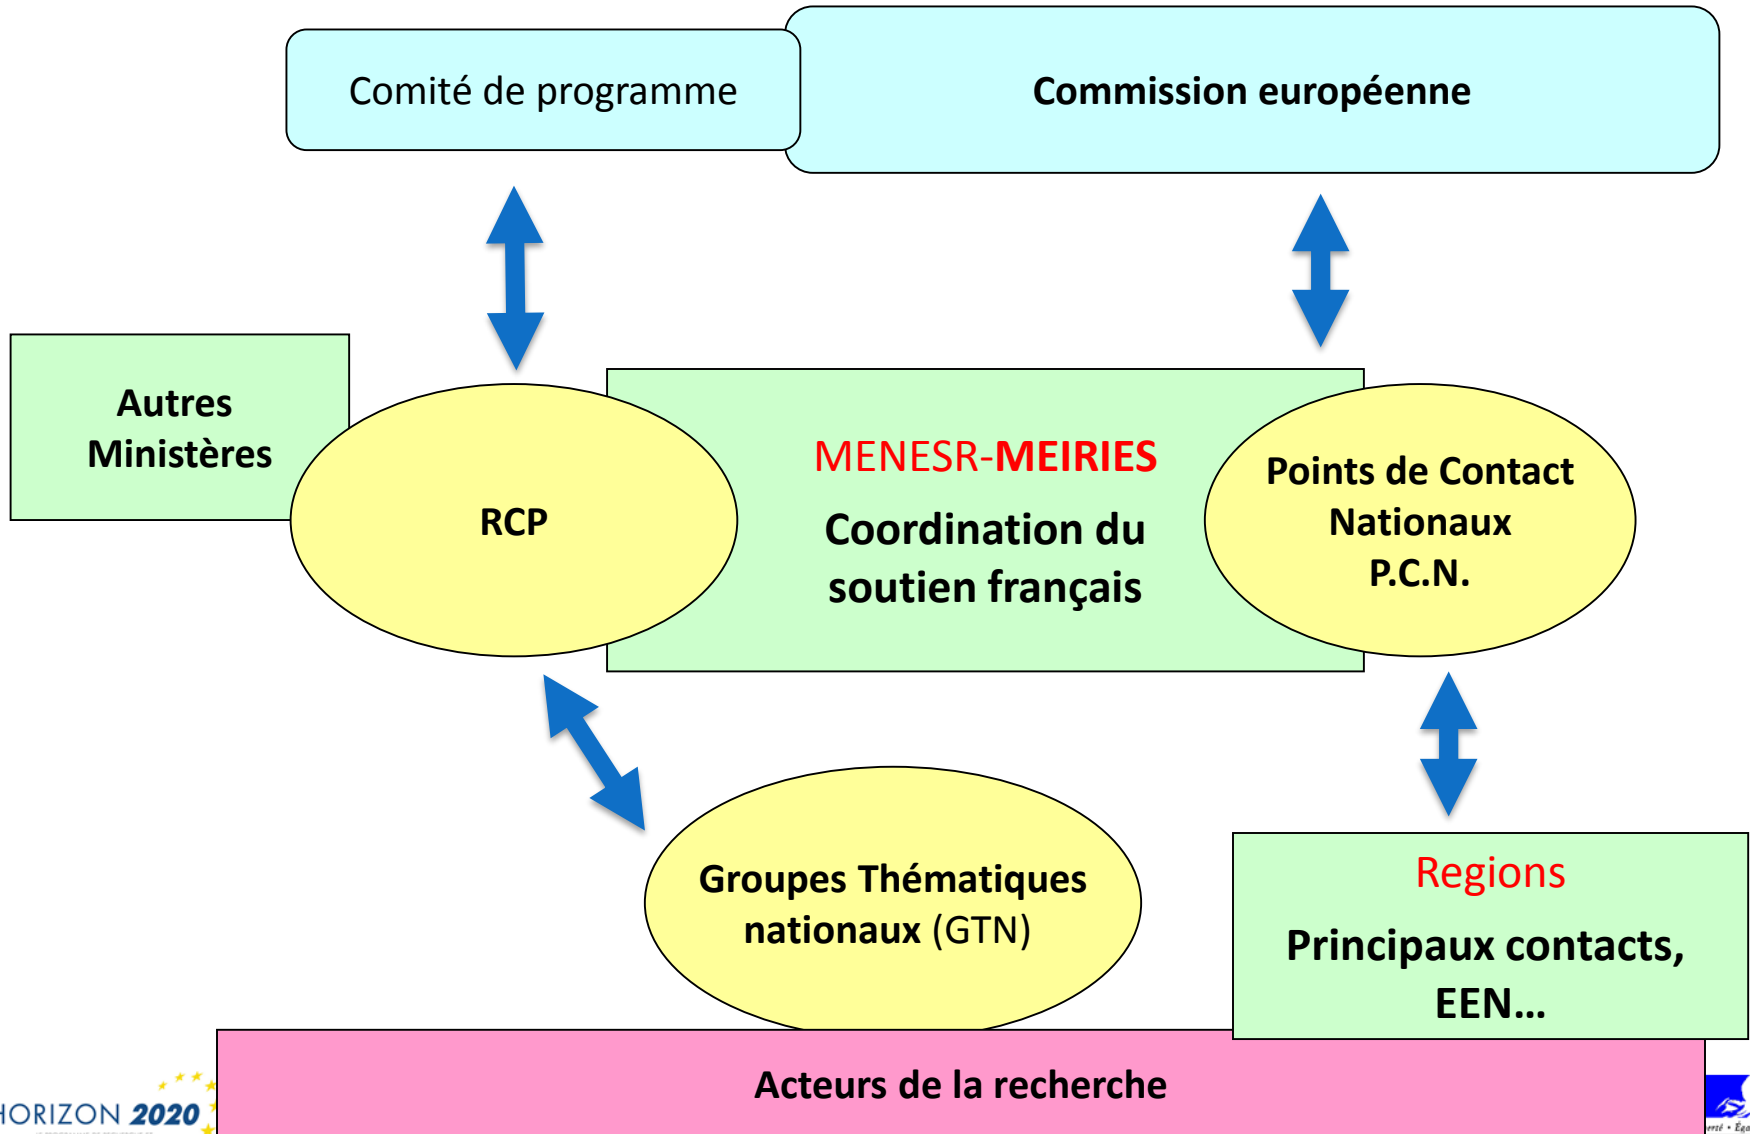 Comité de programme
Commission européenne
Autres
Ministères
RCP
MENESR-MEIRIES
Coordination du
soutien français
Points de Contact
Nationaux
P.C.N.
Groupes Thématiques
nationaux (GTN)
Regions
Principaux contacts,
EEN...
Acteurs de la recherche
HORIZON 2020